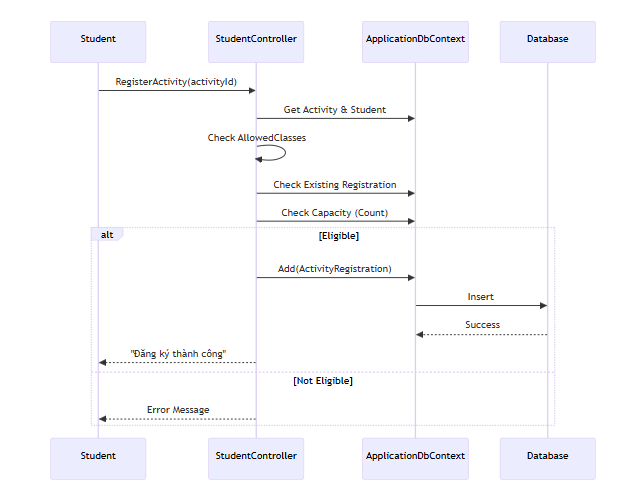 Student
StudentController
ApplicationDbContext
Database
RegisterActivity(activityId)
Get Activity & Student
Check AllowedClasses
Check Existing Registration
Check Capacity (Count)
alt
[Eligible]
Add(ActivityRegistration)
Insert
Success
"Đăng ký thành công"
[Not Eligible]
Error Message
Student
StudentController
ApplicationDbContext
Database